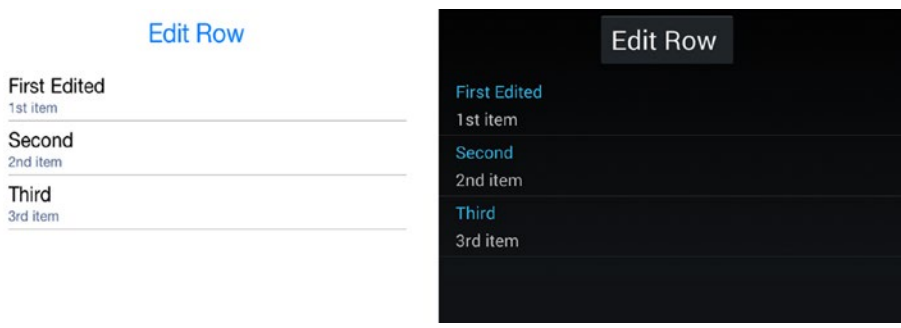 Edit Row
First Edited
1st item
Second
2nd item
Third
3rd item
Edit Row
First Edited
1st item
Second
2nd item
Third
3rd item